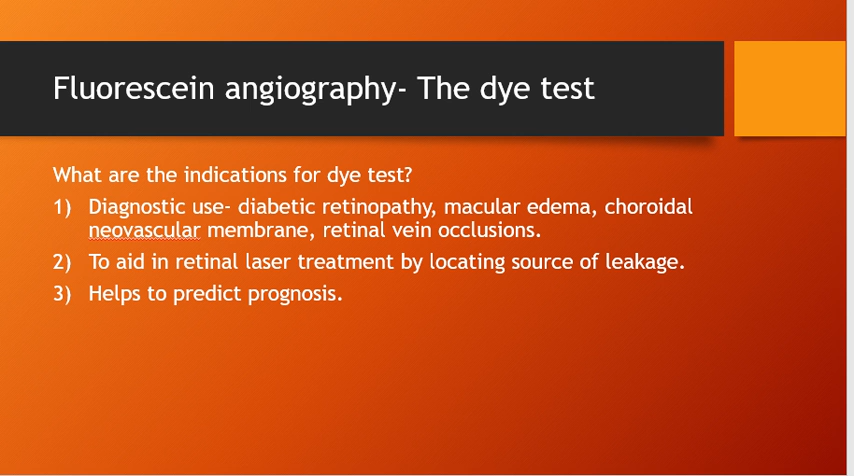 Fluorescein angiography- The dye test
What are the indications for dye test?
1) Diagnostic use- diabetic retinopathy, macular edema, choroidal
neovascular membrane, retinal vein occlusions.
2) To aid in retinal laser treatment by locating source of leakage.
3) Helps to predict prognosis.